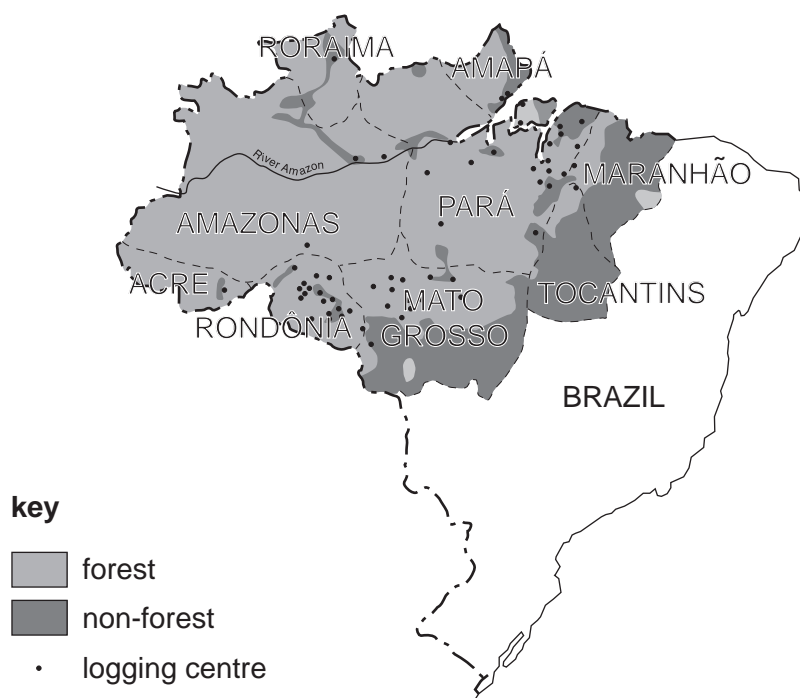 RORAIMA
AMAPÁ
River Amazon
MARANHÃO
AMAZONAS
PARÁ
ACRE
MATO
GROSSO
TOCANTINS
RONDÔNIA
BRAZIL
key
forest
non-forest
logging centre